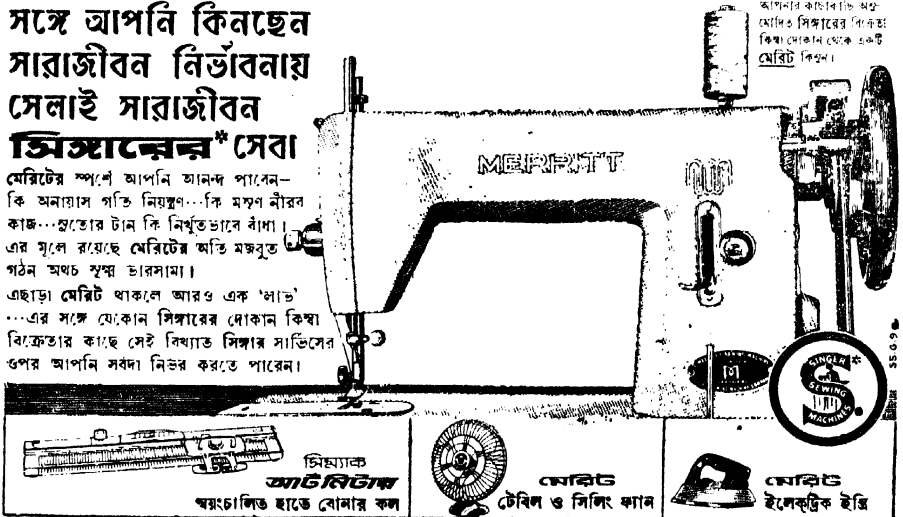 সঙ্গে আপনি কিনছেন
সারাজীবন নির্ভাবনায়
সেলাই সারাজীবন
সিঙ্গারের* সেবা
মেরিটের স্পর্শে আপনি আনন্দ পাবেন—
কি অনায়াস গতি নিয়ন্ত্রণ···কি মসৃণ নীরব
কাজ···সুতোর টান কি নিখুঁতভাবে বাঁধা।
এর মূলে রয়েছে মেরিটের অতি মজবুত
গঠন অথচ সূক্ষ্ম ভারসাম্য।
এছাড়া মেরিট থাকলে আরও এক ‘লাভ’
···এর সঙ্গে যেকোন সিঙ্গারের দোকান কিম্বা
বিক্রেতার কাছে সেই বিখ্যাত সিঙ্গার সার্ভিসের
ওপর আপনি সর্বদা নির্ভর করতে পারেন।
আপনার কাছাকাছি অনু-
মোদিত সিঙ্গারের বিক্রেতা
কিম্বা দোকান থেকে একটি
মেরিট কিনুন।
MERRITT
M
SINGER*
SEWING
MACHINES
সিম্যাক
স্বয়ংচালিত হাতে বোনার কল
মেরিট
টেবিল ও সিলিং ফ্যান
মেরিট
ইলেকট্রিক ইস্ত্রি